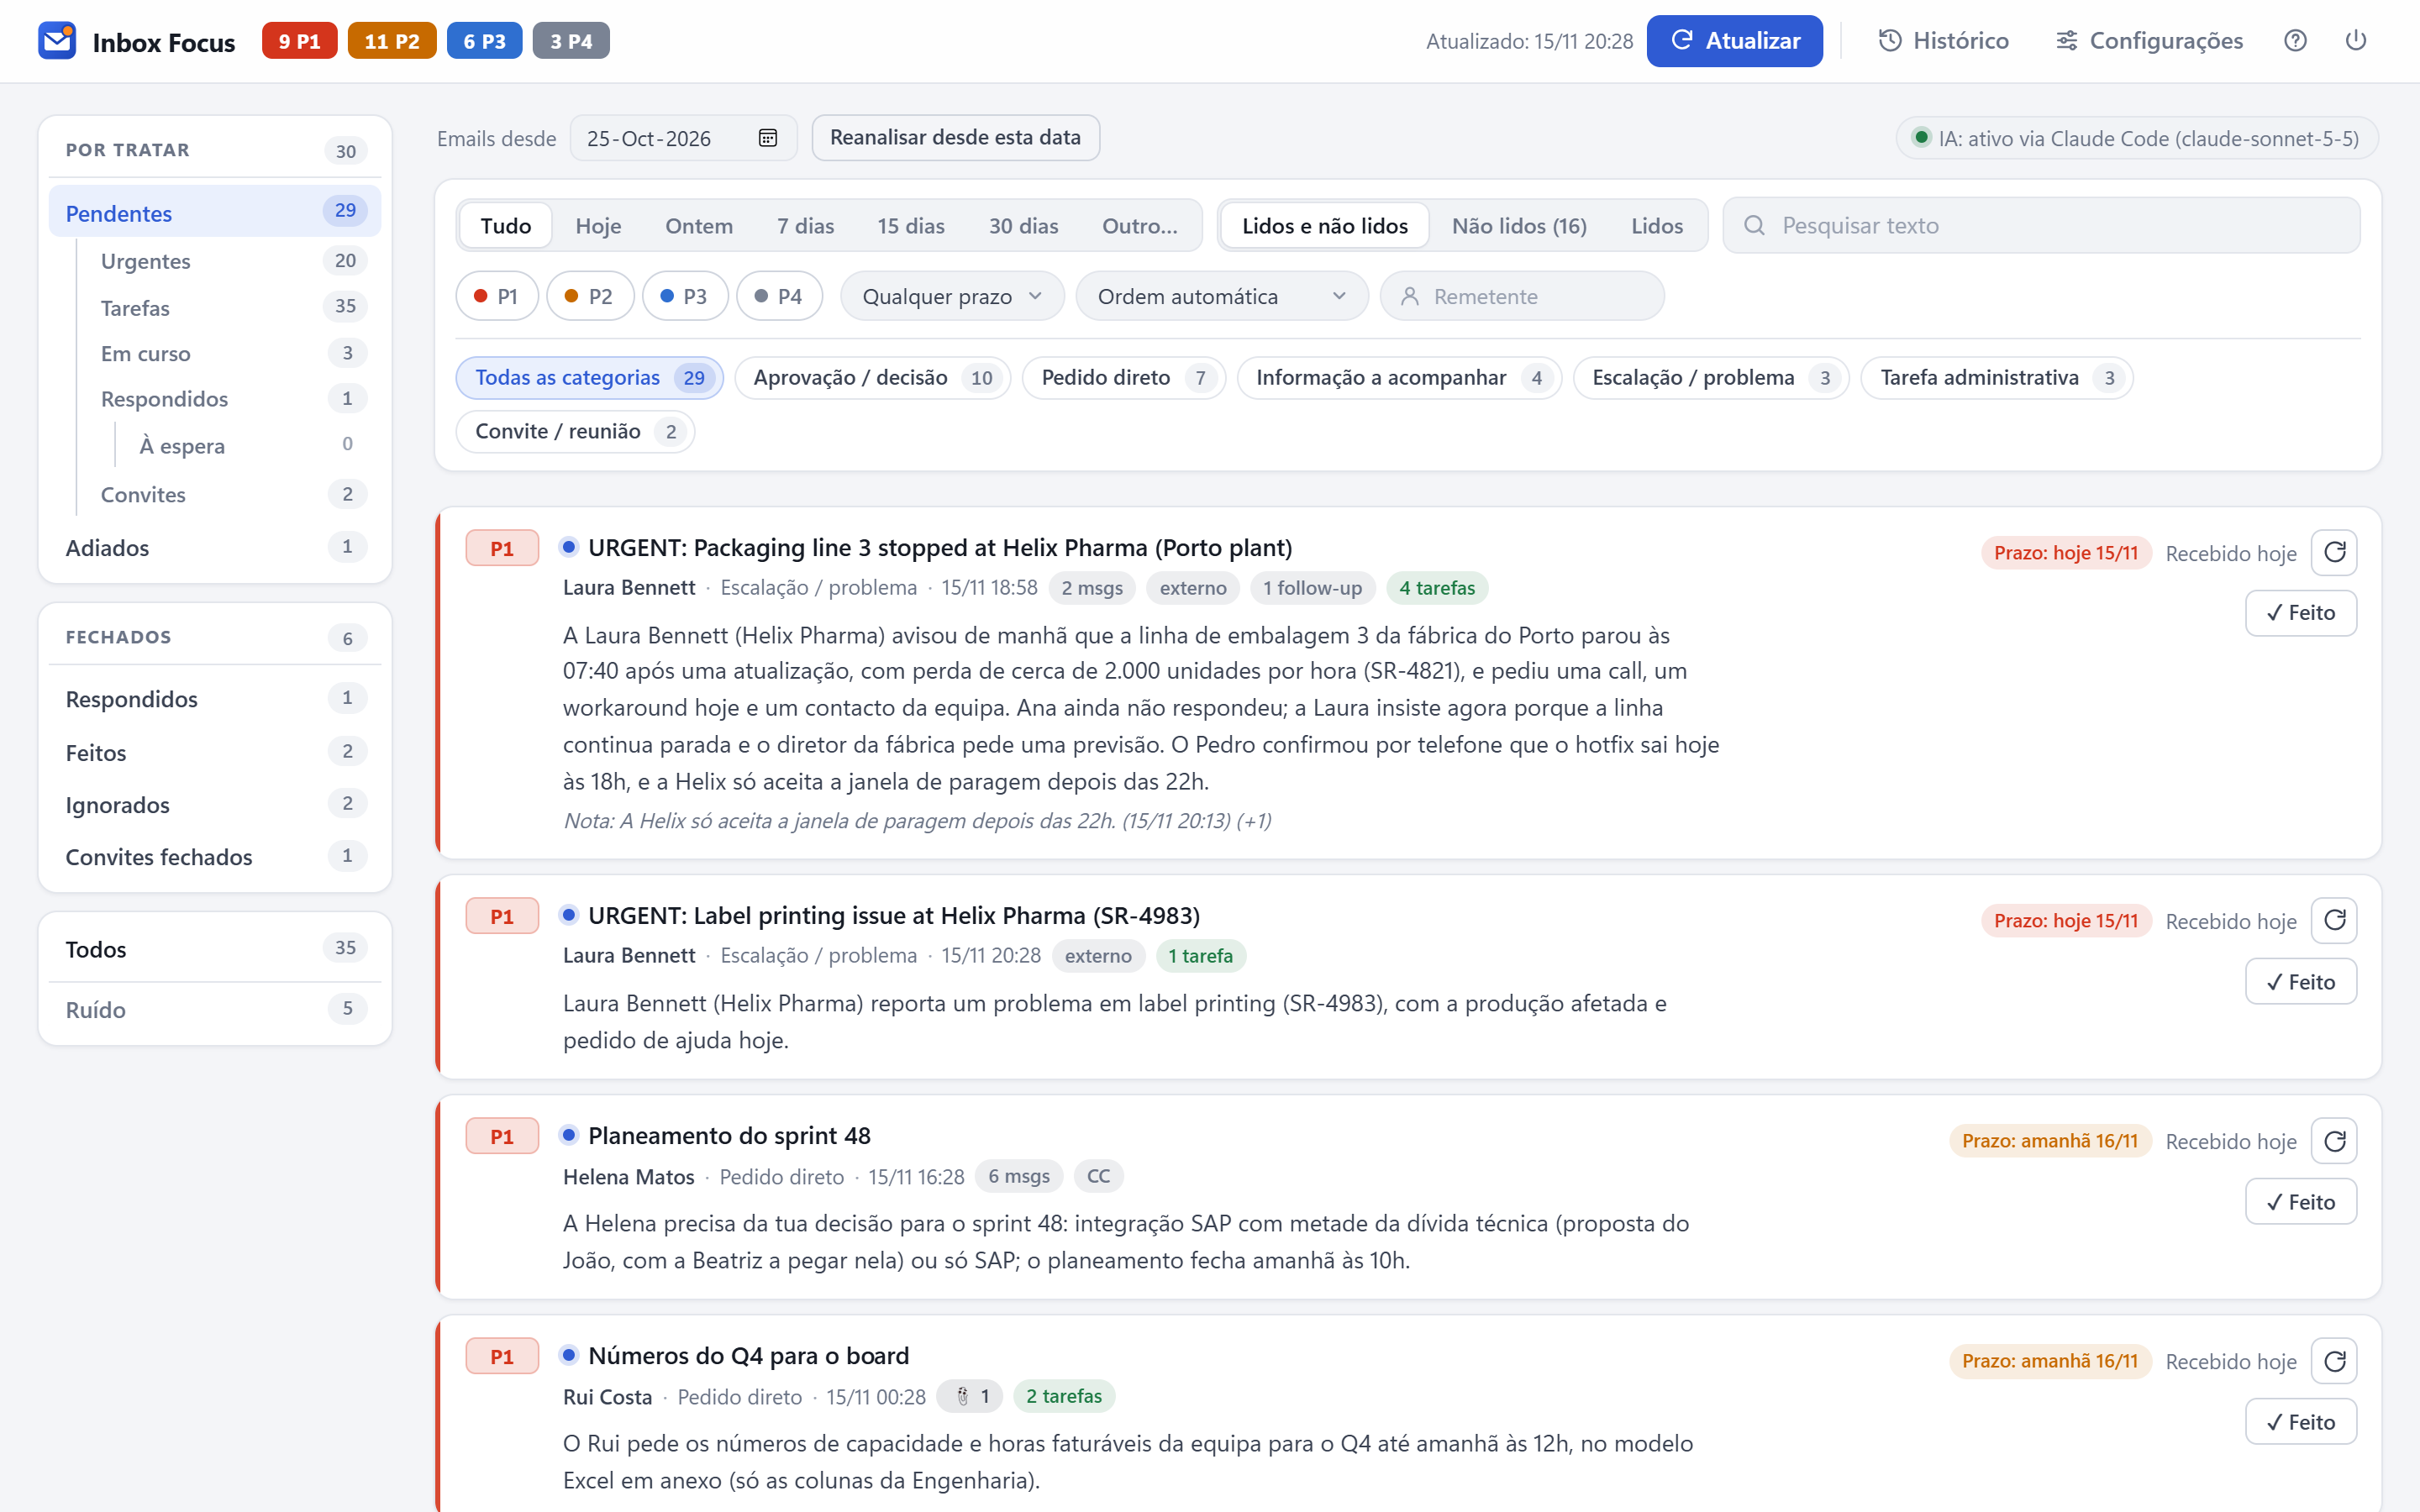 Inbox Focus 9 P1 11 P2 6 P3 3 P4 Atualizado: 15/11 20:28 Atualizar Histórico Configurações
POR TRATAR 30
Pendentes 29
Urgentes 20
Tarefas 35
Em curso 3
Respondidos 1
À espera 0
Convites 2
Adiados 1
FECHADOS 6
Respondidos 1
Feitos 2
Ignorados 2
Convites fechados 1
Todos 35
Ruído 5
Emails desde 25-Oct-2026 Reanalisar desde esta data IA: ativo via Claude Code (claude-sonnet-5-5)
Tudo Hoje Ontem 7 dias 15 dias 30 dias Outro... Lidos e não lidos Não lidos (16) Lidos Pesquisar texto
P1 P2 P3 P4 Qualquer prazo Ordem automática Remetente
Todas as categorias 29 Aprovação / decisão 10 Pedido direto 7 Informação a acompanhar 4 Escalação / problema 3 Tarefa administrativa 3
Convite / reunião 2
P1 URGENT: Packaging line 3 stopped at Helix Pharma (Porto plant) Prazo: hoje 15/11 Recebido hoje
Laura Bennett · Escalação / problema · 15/11 18:58 2 msgs externo 1 follow-up 4 tarefas
✓ Feito
A Laura Bennett (Helix Pharma) avisou de manhã que a linha de embalagem 3 da fábrica do Porto parou às
07:40 após uma atualização, com perda de cerca de 2.000 unidades por hora (SR-4821), e pediu uma call, um
workaround hoje e um contacto da equipa. Ana ainda não respondeu; a Laura insiste agora porque a linha
continua parada e o diretor da fábrica pede uma previsão. O Pedro confirmou por telefone que o hotfix sai hoje
às 18h, e a Helix só aceita a janela de paragem depois das 22h.
Nota: A Helix só aceita a janela de paragem depois das 22h. (15/11 20:13) (+1)
P1 URGENT: Label printing issue at Helix Pharma (SR-4983) Prazo: hoje 15/11 Recebido hoje
Laura Bennett · Escalação / problema · 15/11 20:28 externo 1 tarefa
✓ Feito
Laura Bennett (Helix Pharma) reporta um problema em label printing (SR-4983), com a produção afetada e
pedido de ajuda hoje.
P1 Planeamento do sprint 48 Prazo: amanhã 16/11 Recebido hoje
Helena Matos · Pedido direto · 15/11 16:28 6 msgs CC
✓ Feito
A Helena precisa da tua decisão para o sprint 48: integração SAP com metade da dívida técnica (proposta do
João, com a Beatriz a pegar nela) ou só SAP; o planeamento fecha amanhã às 10h.
P1 Números do Q4 para o board Prazo: amanhã 16/11 Recebido hoje
Rui Costa · Pedido direto · 15/11 00:28 1 2 tarefas
✓ Feito
O Rui pede os números de capacidade e horas faturáveis da equipa para o Q4 até amanhã às 12h, no modelo
Excel em anexo (só as colunas da Engenharia).